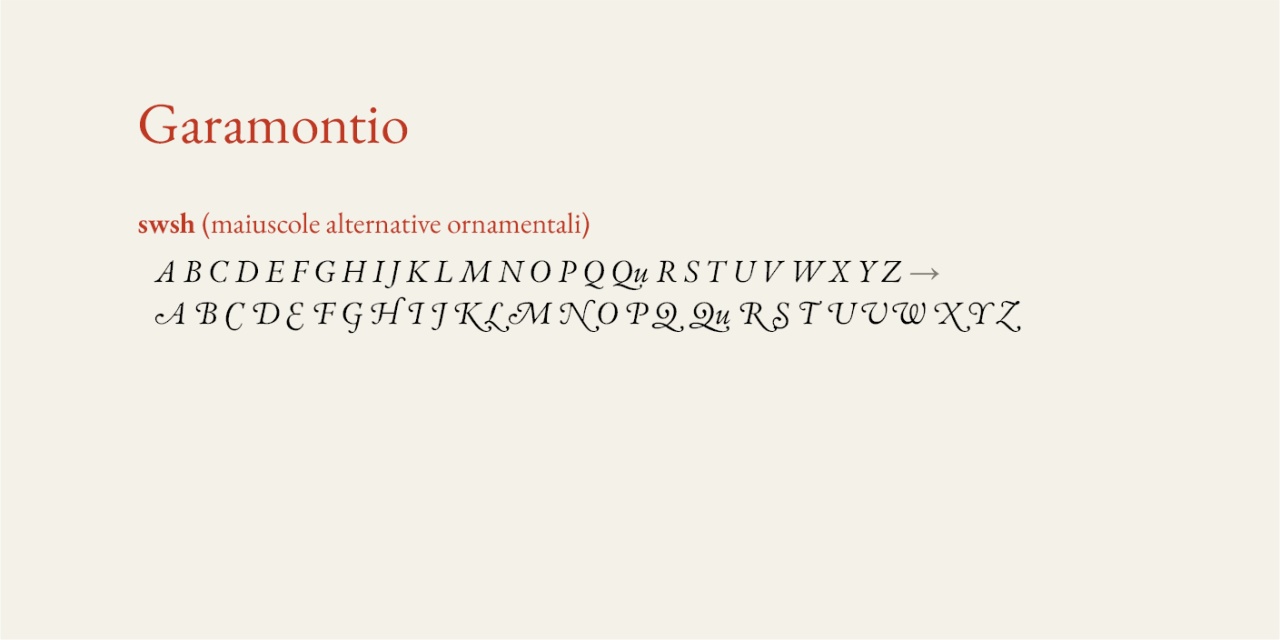 Garamontio
swsh (maiuscole alternative ornamentali)
A B C D E F G H I J K L M N O P Q Qu R S T U V W X Y Z →
A B C D E F G H I J K L M N O P Q Qu R S T U V W X Y Z